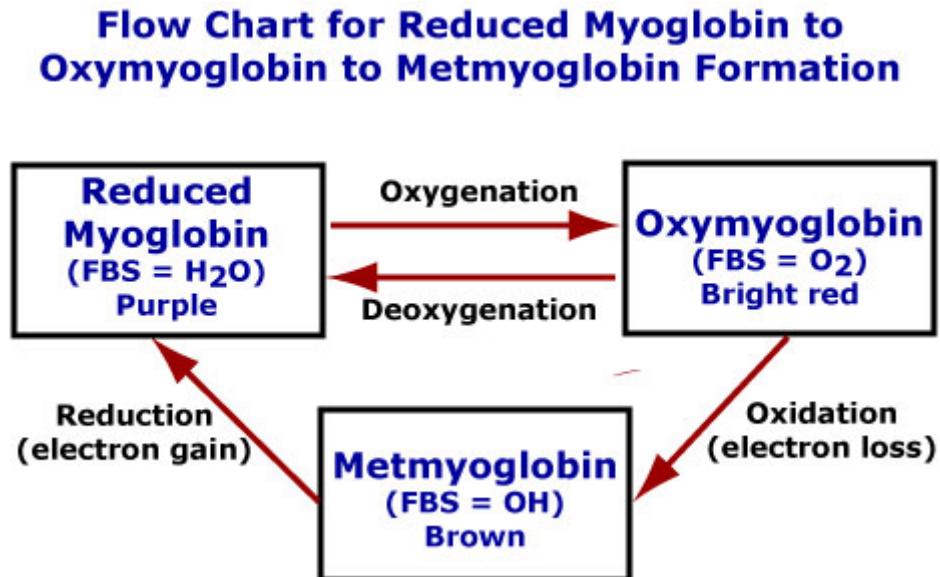 Flow Chart for Reduced Myoglobin to
Oxymyoglobin to Metmyoglobin Formation
Reduced
Myoglobin
(FBS = H2O)
Purple
Oxygenation
Deoxygenation
Oxymyoglobin
(FBS = O2)
Bright red
Reduction
(electron gain)
Oxidation
(electron loss)
Metmyoglobin
(FBS = OH)
Brown